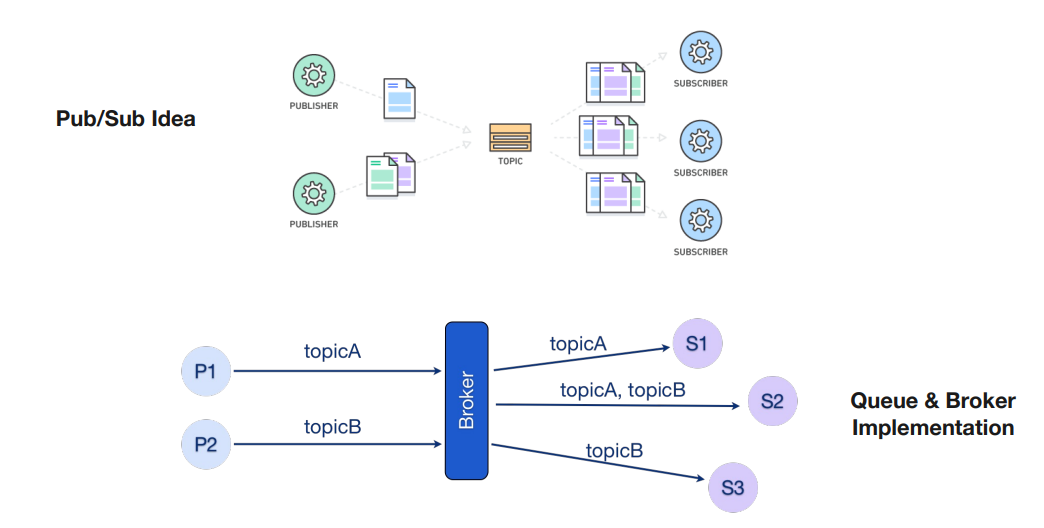 SUBSCRIBER
PUBLISHER
Pub/Sub Idea
TOPIC
SUBSCRIBER
PUBLISHER
SUBSCRIBER
topicA
topicA
S1
P1
topicA, topicB
S2
Broker
Queue & Broker
Implementation
topicB
P2
topicB
S3